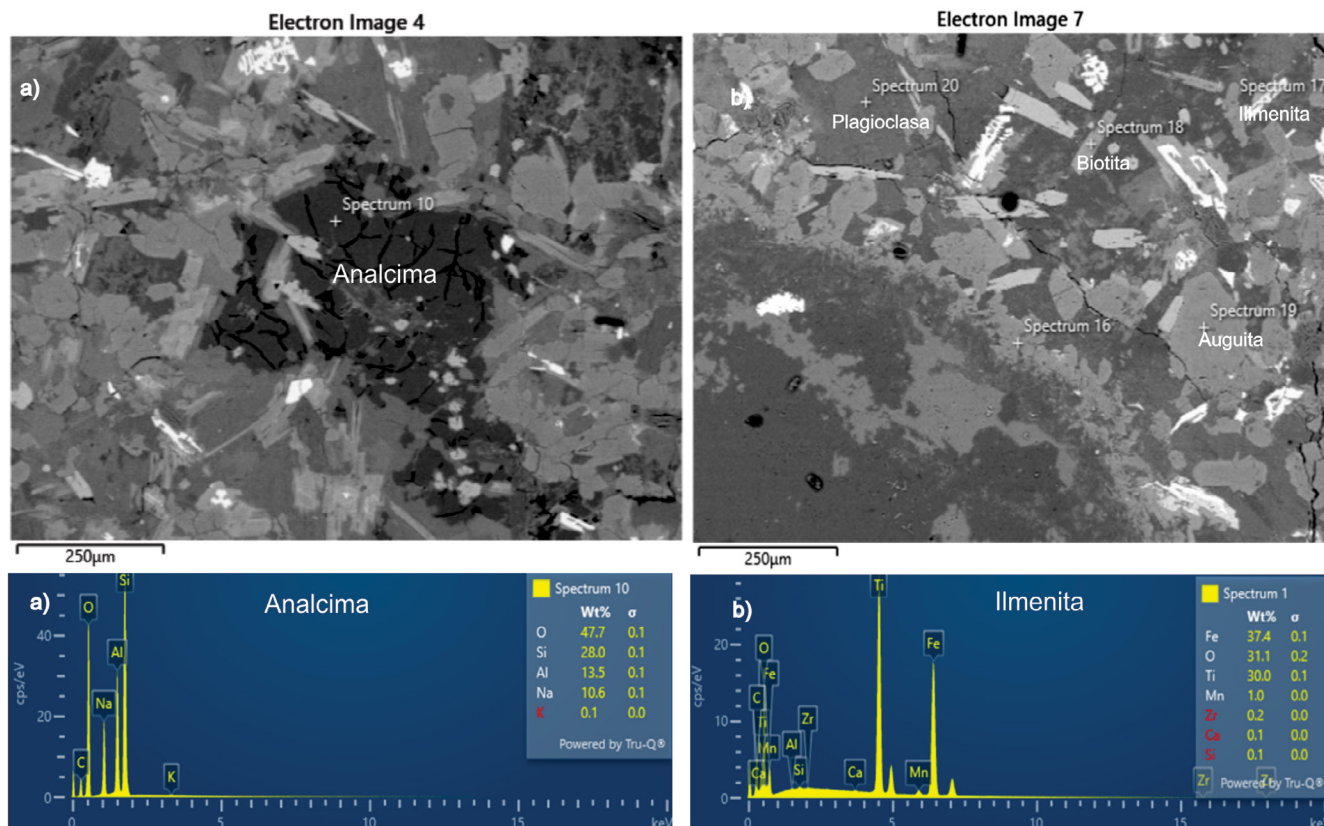 Electron Image 4
a)
Spectrum 10
Analcima
250µm
Electron Image 7
b)
Spectrum 20
Plagioclasa
Spectrum 17
Illmenita
Spectrum 18
Biotita
Spectrum 16
Spectrum 19
Auguita
250µm
a)
Analcima
cps/eV
40
20
0
C
O
Na
Al
Si
K
0
5
10
15
keV
Spectrum 10
Wt% σ
O 47.7 0.1
Si 28.0 0.1
Al 13.5 0.1
Na 10.6 0.1
K 0.1 0.0
Powered by Tru-Q®
b)
Ilmenita
cps/eV
20
10
0
O
Fe
C
Ti
Mn
Ca
Al
Si
Zr
Ca
Ti
Mn
Fe
Zr
0
5
10
15
keV
Spectrum 1
Wt% σ
Fe 37.4 0.1
O 31.1 0.2
Ti 30.0 0.1
Mn 1.0 0.0
Zr 0.2 0.0
Ca 0.1 0.0
Si 0.1 0.0
Powered by Tru-Q®